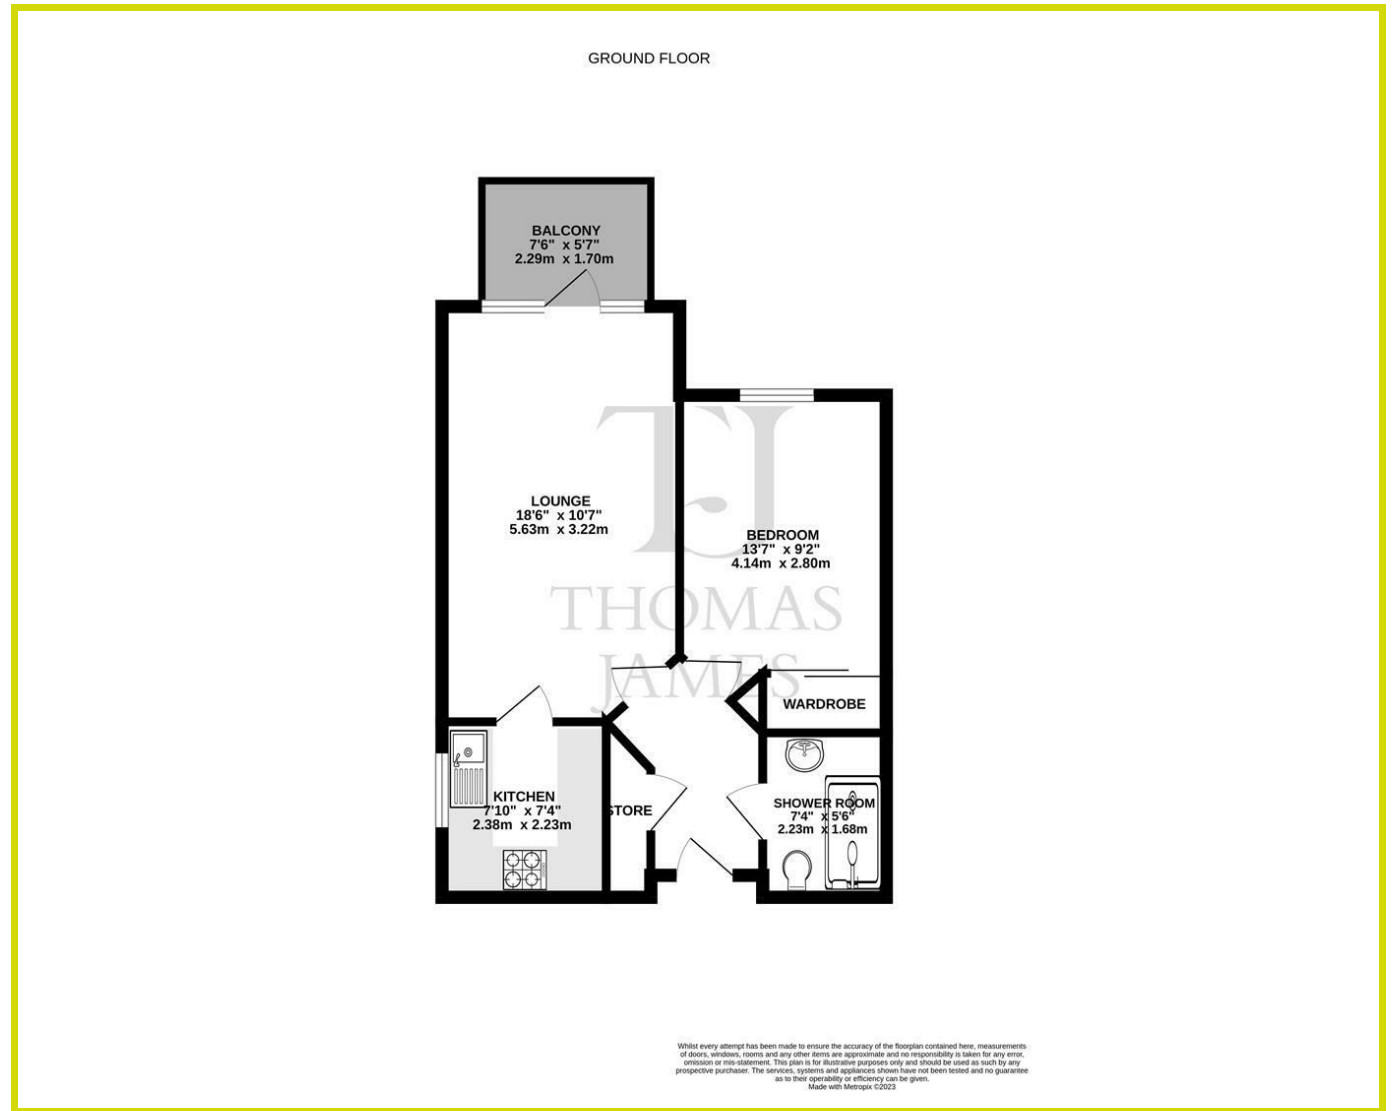 GROUND FLOOR
BALCONY
7'6" x 5'7"
2.29m x 1.70m
LOUNGE
18'6" x 10'7"
5.63m x 3.22m
BEDROOM
13'7" x 9'2"
4.14m x 2.80m
THOMAS
JAMES
WARDROBE
KITCHEN
7'10" x 7'4"
2.38m x 2.23m
STORE
SHOWER ROOM
7'4" x 5'6"
2.23m x 1.68m
Whilst every attempt has been made to ensure the accuracy of the floorplan contained here, measurements
of doors, windows, rooms and any other items are approximate and no responsibility is taken for any error,
omission or mis-statement. This plan is for illustrative purposes only and should be used as such by any
prospective purchaser. The services, systems and appliances shown have not been tested and no guarantee
as to their operability or efficiency can be given.
Made with Metropix ©2023